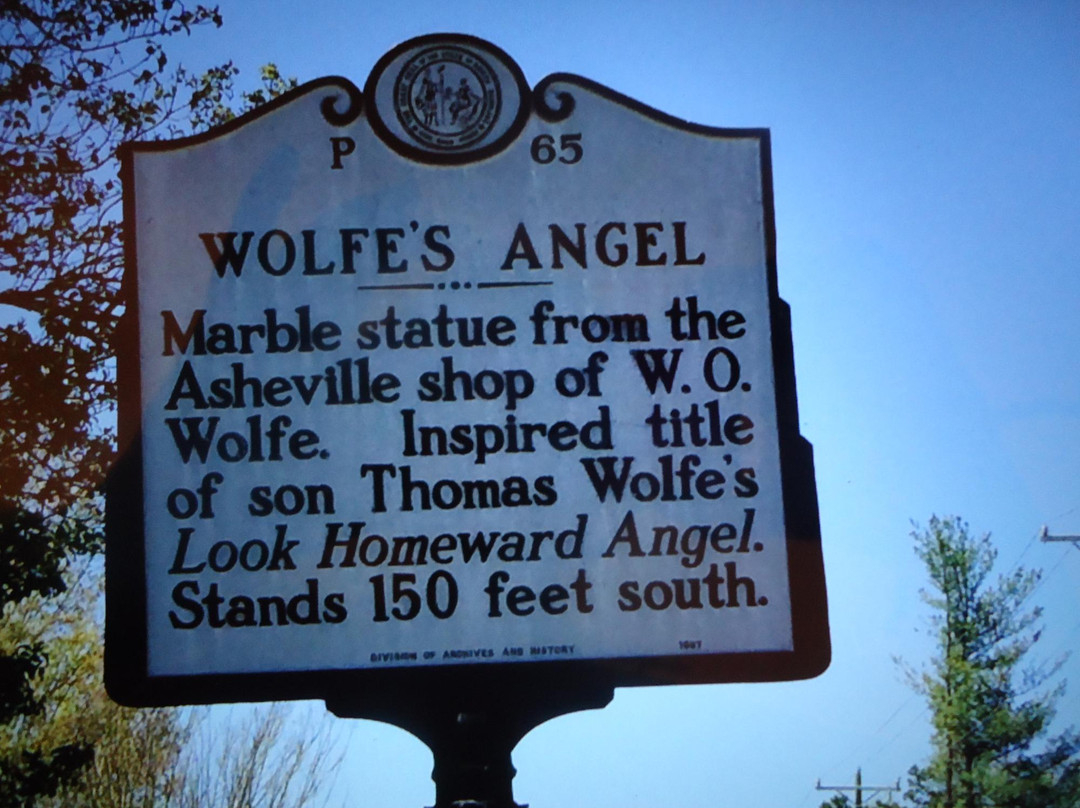 P 65
WOLFE'S ANGEL
Marble statue from the
Asheville shop of W. O.
Wolfe. Inspired title
of son Thomas Wolfe's
Look Homeward Angel.
Stands 150 feet south.
DIVISION OF ARCHIVES AND HISTORY